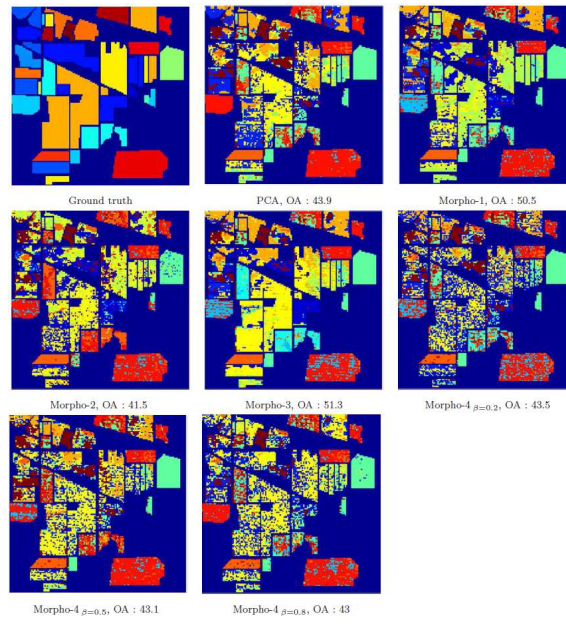 Ground truth
PCA, OA : 43.9
Morpho-1, OA : 50.5
Morpho-2, OA : 41.5
Morpho-3, OA : 51.3
Morpho-4 β=0.2, OA : 43.5
Morpho-4 β=0.5, OA : 43.1
Morpho-4 β=0.8, OA : 43